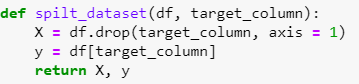 def spilt_dataset(df, target_column):
    X = df.drop(target_column, axis = 1)
    y = df[target_column]
    return X, y